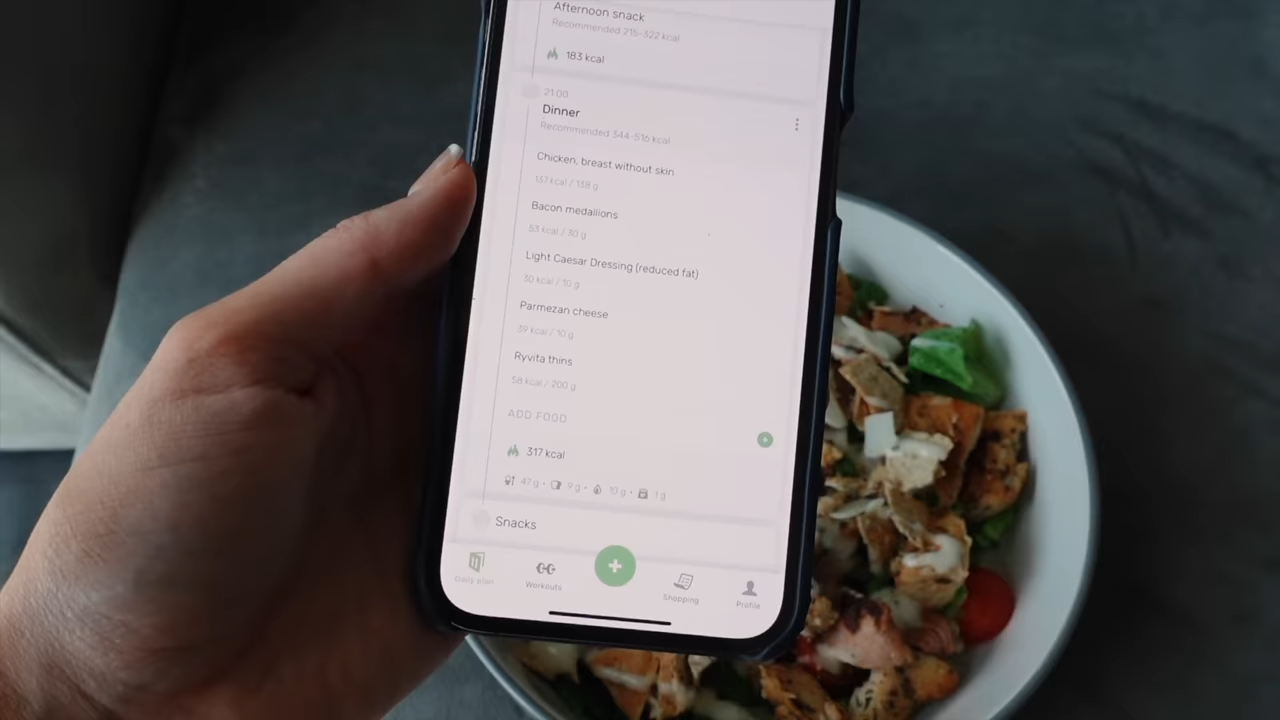 Afternoon snack
Recommended 215-322 kcal
183 kcal
21:00
Dinner
Recommended 344-516 kcal
Chicken, breast without skin
137 kcal / 138 g
Bacon medallions
53 kcal / 30 g
Light Caesar Dressing (reduced fat)
30 kcal / 10 g
Parmezan cheese
39 kcal / 10 g
Ryvita thins
58 kcal / 200 g
ADD FOOD
317 kcal
47 g • 9 g • 10 g • 1 g
Snacks
Daily plan
Workouts
Shopping
Profile